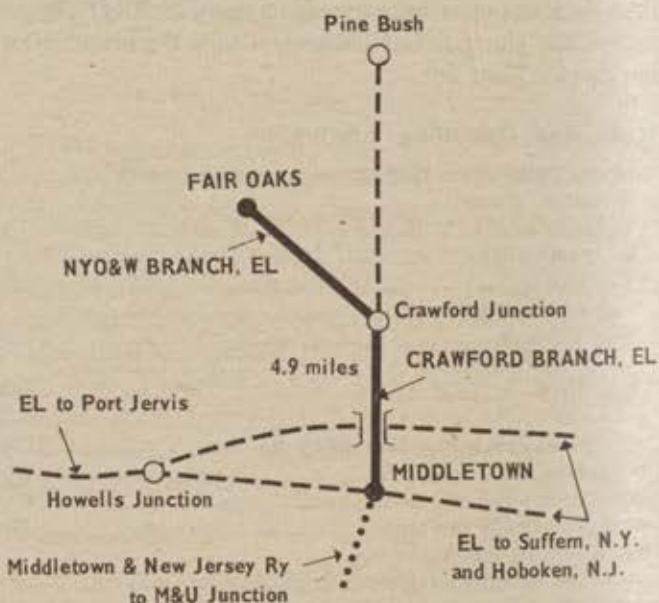 Pine Bush
FAIR OAKS
NYO&W BRANCH, EL
Crawford Junction
4.9 miles
CRAWFORD BRANCH, EL
EL to Port Jervis
MIDDLETOWN
Howells Junction
EL to Suffern, N.Y.
and Hoboken, N.J.
Middletown & New Jersey Ry
to M&U Junction